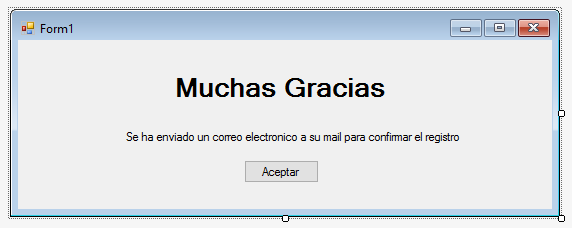 Form1
Muchas Gracias
Se ha enviado un correo electronico a su mail para confirmar el registro
Aceptar